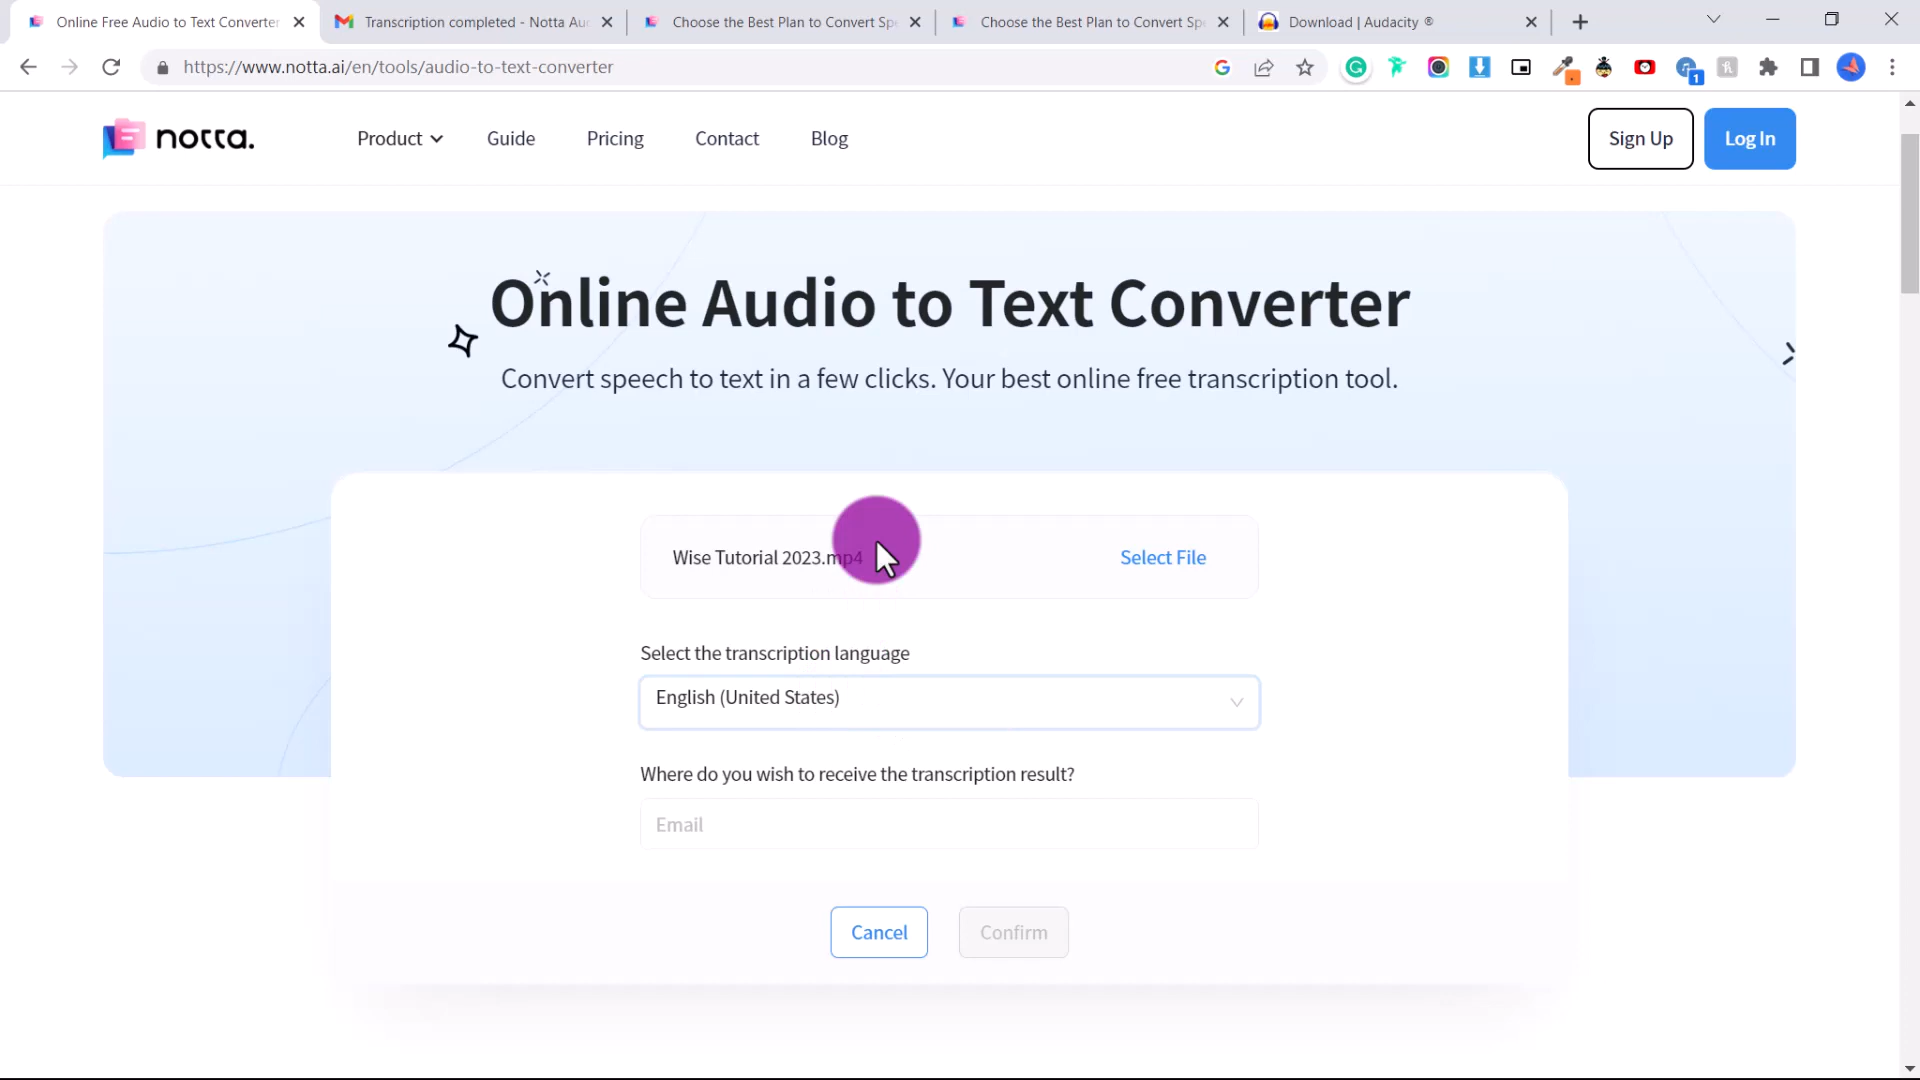 Online Free Audio to Text Converter
Transcription completed - Notta Au
Choose the Best Plan to Convert Sp
Choose the Best Plan to Convert Sp
Download | Audacity ®
https://www.notta.ai/en/tools/audio-to-text-converter
1
notta.
Product
Guide
Pricing
Contact
Blog
Sign Up
Log In
Online Audio to Text Converter
Convert speech to text in a few clicks. Your best online free transcription tool.
Wise Tutorial 2023.mp4
Select File
Select the transcription language
English (United States)
Where do you wish to receive the transcription result?
Email
Cancel
Confirm